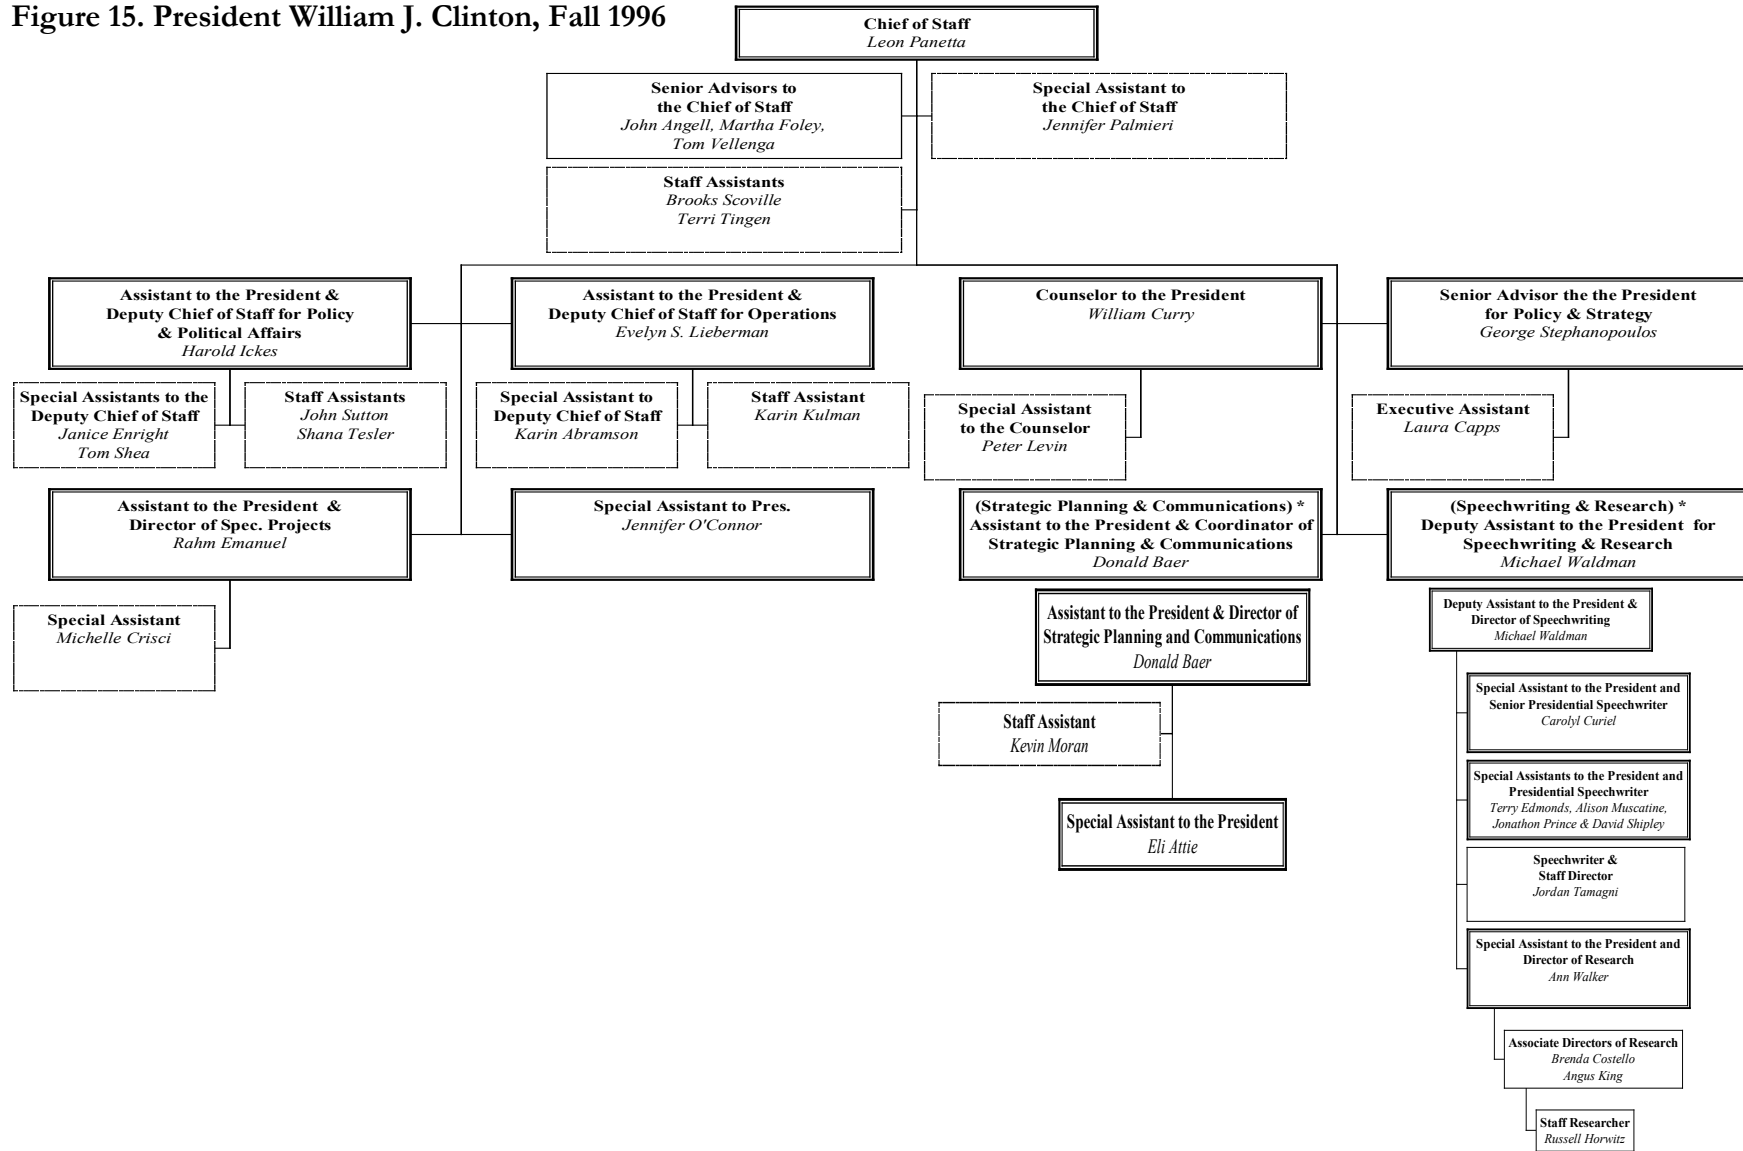 Figure 15. President William J. Clinton, Fall 1996
Chief of Staff
Leon Panetta
Senior Advisors to
the Chief of Staff
John Angell, Martha Foley,
Tom Vellenga
Special Assistant to
the Chief of Staff
Jennifer Palmieri
Staff Assistants
Brooks Scoville
Terri Tingen
Assistant to the President &
Deputy Chief of Staff for Policy
& Political Affairs
Harold Ickes
Assistant to the President &
Deputy Chief of Staff for Operations
Evelyn S. Lieberman
Counselor to the President
William Curry
Senior Advisor the the President
for Policy & Strategy
George Stephanopoulos
Special Assistants to the
Deputy Chief of Staff
Janice Enright
Tom Shea
Staff Assistants
John Sutton
Shana Tesler
Special Assistant to
Deputy Chief of Staff
Karin Abramson
Staff Assistant
Karin Kulman
Special Assistant
to the Counselor
Peter Levin
Executive Assistant
Laura Capps
Assistant to the President &
Director of Spec. Projects
Rahm Emanuel
Special Assistant to Pres.
Jennifer O'Connor
(Strategic Planning & Communications) *
Assistant to the President & Coordinator of
Strategic Planning & Communications
Donald Baer
(Speechwriting & Research) *
Deputy Assistant to the President for
Speechwriting & Research
Michael Waldman
Special Assistant
Michelle Crisci
Assistant to the President & Director of
Strategic Planning and Communications
Donald Baer
Staff Assistant
Kevin Moran
Special Assistant to the President
Eli Attie
Deputy Assistant to the President &
Director of Speechwriting
Michael Waldman
Special Assistant to the President and
Senior Presidential Speechwriter
Carolyl Curiel
Special Assistants to the President and
Presidential Speechwriter
Terry Edmonds, Alison Muscatine,
Jonathon Prince & David Shipley
Speechwriter &
Staff Director
Jordan Tamagni
Special Assistant to the President and
Director of Research
Ann Walker
Associate Directors of Research
Brenda Costello
Angus King
Staff Researcher
Russell Horwitz